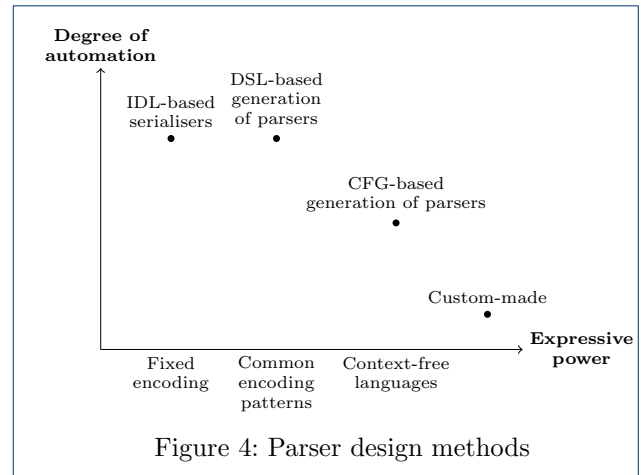 Degree of
automation
DSL-based
generation
of parsers
IDL-based
serialisers
CFG-based
generation of parsers
Custom-made
Expressive
power
Fixed
encoding
Common
encoding
patterns
Context-free
languages
Figure 4: Parser design methods